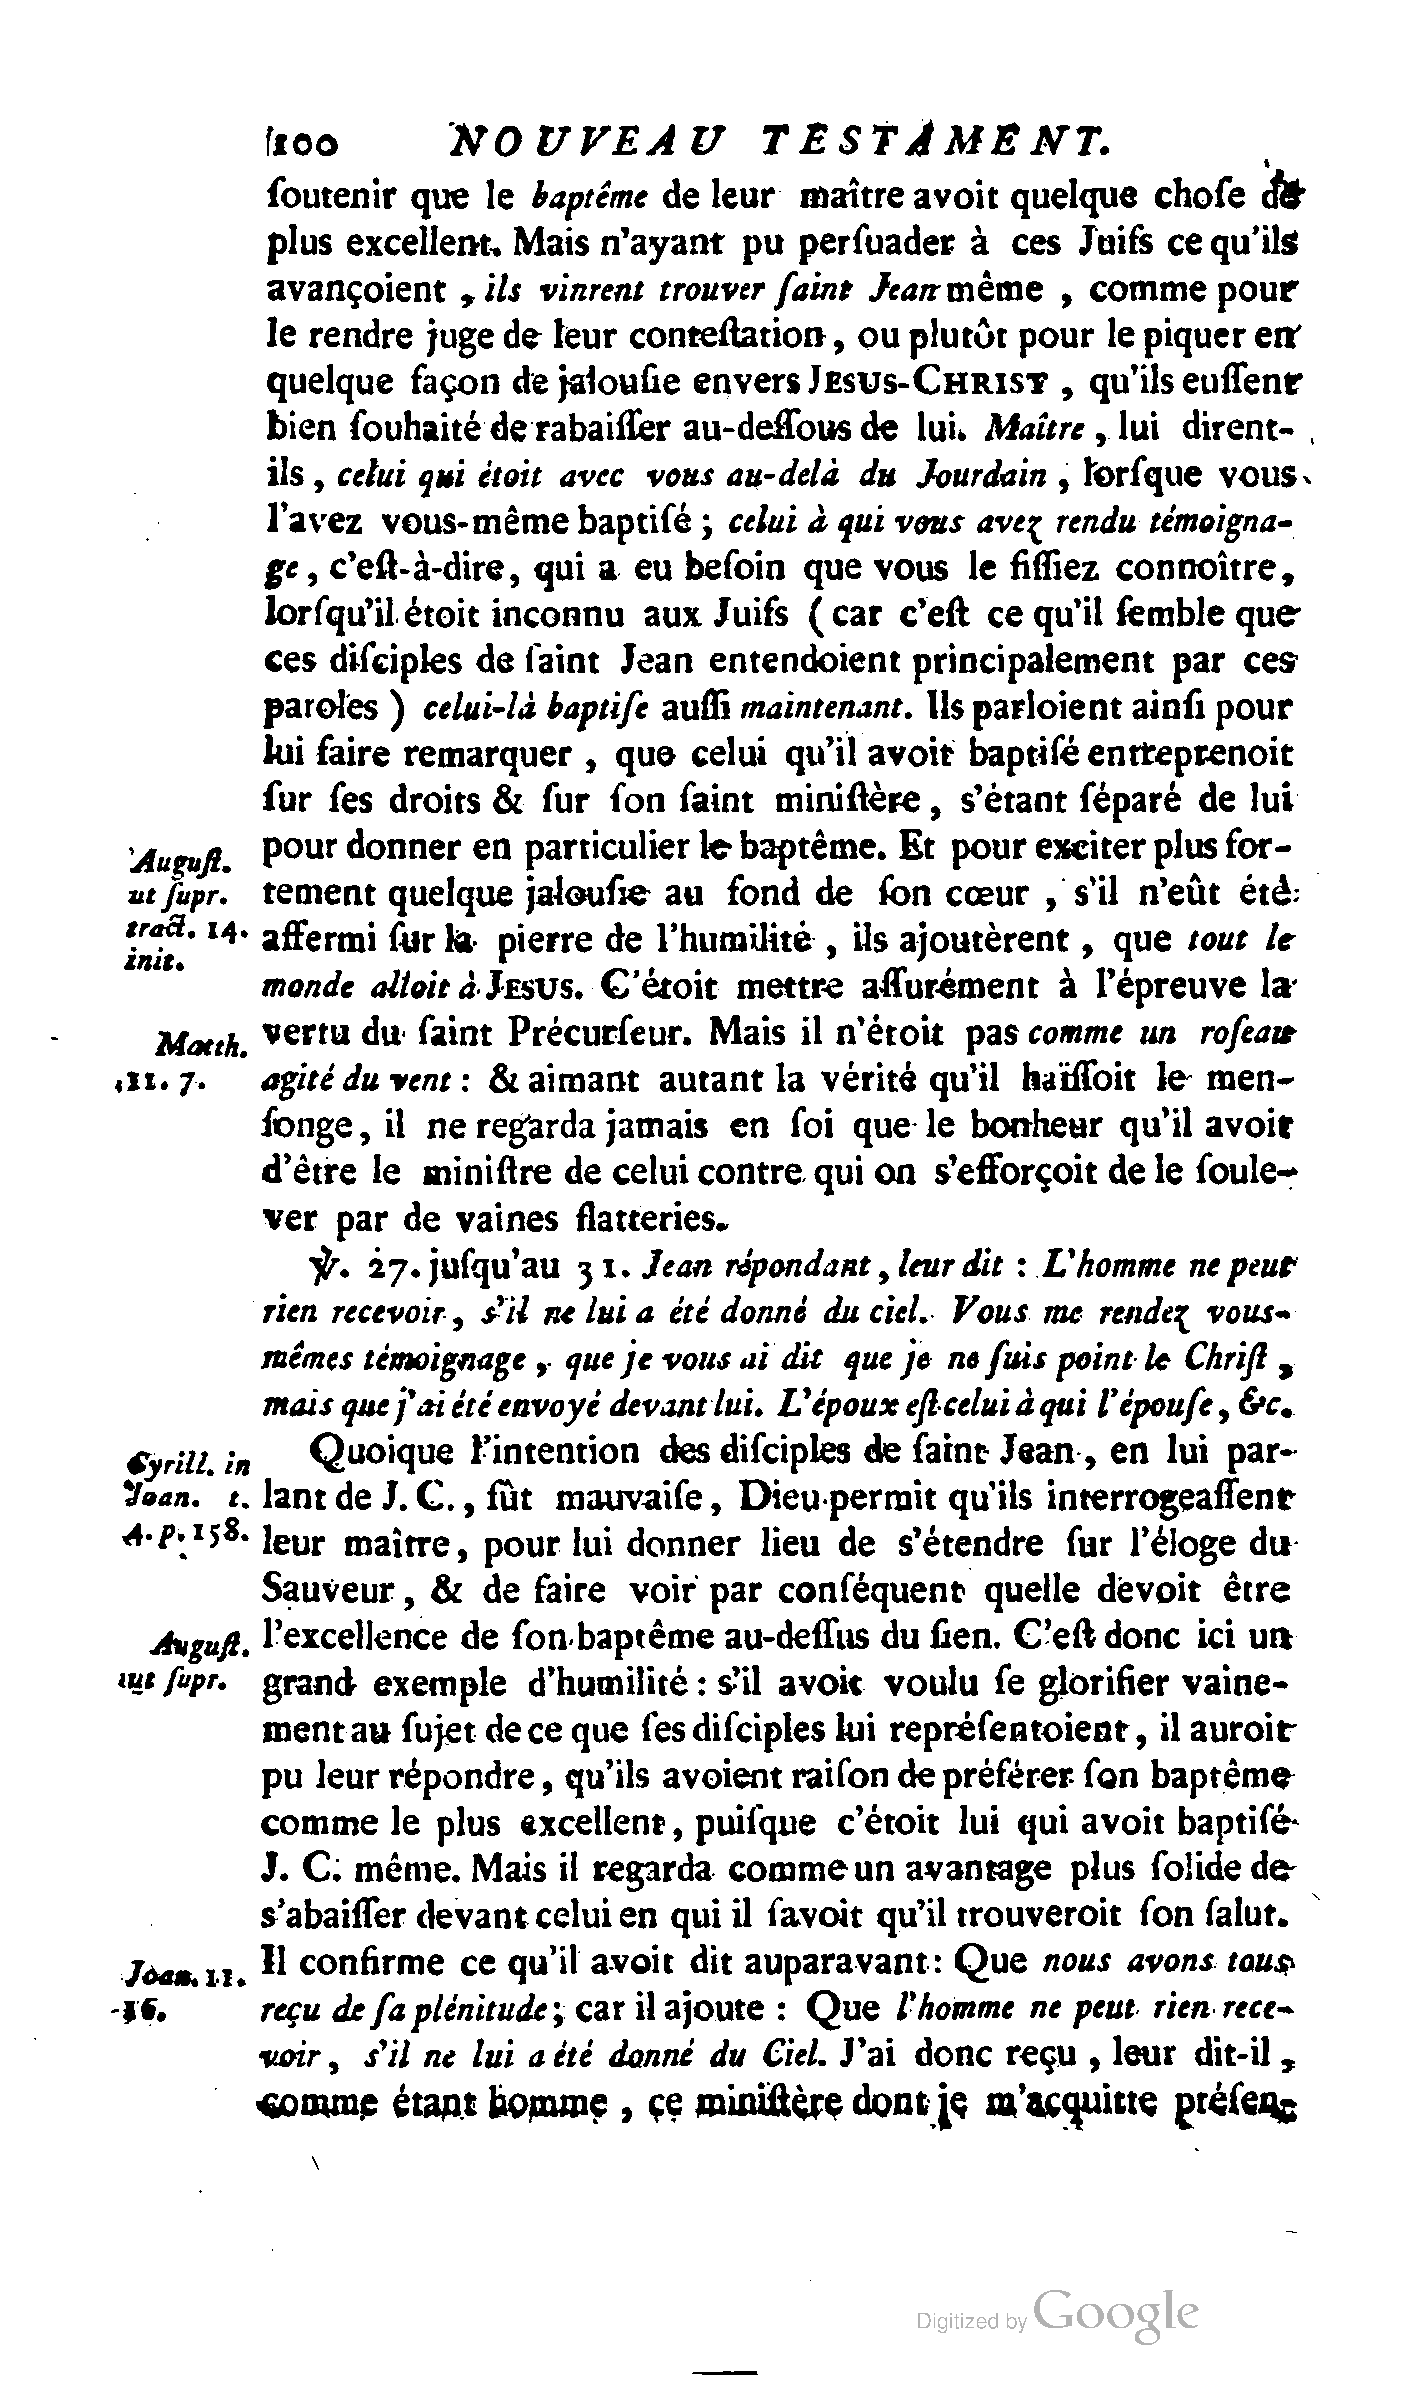 100 NOUVEAU TESTAMENT.
ſoutenir que le baptême de leur maître avoit quelque choſe de
plus excellent. Mais n'ayant pu perſuader à ces Juifs ce qu'ils
avançoient, ils vinrent trouver ſaint Jean même, comme pour
le rendre juge de leur conteſtation, ou plutôt pour le piquer en
quelque façon de jalouſie envers JESUS-CHRIST, qu'ils euſſent
bien ſouhaité de rabaiſſer au-deſſous de lui. Maître, lui dirent-
ils, celui qui étoit avec vous au-delà du Jourdain, lorſque vous
l'avez vous-même baptiſé; celui à qui vous avez rendu témoigna-
ge, c'eſt-à-dire, qui a eu beſoin que vous le fiſſiez connoître,
lorſqu'il étoit inconnu aux Juifs (car c'eſt ce qu'il ſemble que
ces diſciples de ſaint Jean entendoient principalement par ces
paroles) celui-là baptiſe auſſi maintenant. Ils parloient ainſi pour
lui faire remarquer, que celui qu'il avoit baptiſé entreprenoit
ſur ſes droits & ſur ſon ſaint miniſtère, s'étant ſéparé de lui
pour donner en particulier le baptême. Et pour exciter plus for-
tement quelque jalouſie au fond de ſon cœur, s'il n'eût été
affermi ſur la pierre de l'humilité, ils ajoutèrent, que tout le
monde alloit à JESUS. C'étoit mettre aſſurément à l'épreuve la
vertu du ſaint Précurſeur. Mais il n'étoit pas comme un roſeau
agité du vent: & aimant autant la vérité qu'il haïſſoit le men-
ſonge, il ne regarda jamais en ſoi que le bonheur qu'il avoit
d'être le miniſtre de celui contre qui on s'efforçoit de le ſoule-
ver par de vaines flatteries.
℣. 27. juſqu'au 31. Jean répondant, leur dit: L'homme ne peut
rien recevoir, s'il ne lui a été donné du ciel. Vous me rendez vous-
mêmes témoignage, que je vous ai dit que je ne ſuis point le Chriſt,
mais que j'ai été envoyé devant lui. L'époux eſt celui à qui l'épouſe, &c.
Quoique l'intention des diſciples de ſaint Jean, en lui par-
lant de J. C., fût mauvaiſe, Dieu permit qu'ils interrogeaſſent
leur maître, pour lui donner lieu de s'étendre ſur l'éloge du
Sauveur, & de faire voir par conſéquent quelle devoit être
l'excellence de ſon baptême au-deſſus du ſien. C'eſt donc ici un
grand exemple d'humilité: s'il avoit voulu ſe glorifier vaine-
ment au ſujet de ce que ſes diſciples lui repréſentoient, il auroit
pu leur répondre, qu'ils avoient raiſon de préférer ſon baptême
comme le plus excellent, puiſque c'étoit lui qui avoit baptiſé
J. C. même. Mais il regarda comme un avantage plus ſolide de
s'abaiſſer devant celui en qui il ſavoit qu'il trouveroit ſon ſalut.
Il confirme ce qu'il avoit dit auparavant: Que nous avons tous
reçu de ſa plénitude; car il ajoute: Que l'homme ne peut rien rece-
voir, s'il ne lui a été donné du Ciel. J'ai donc reçu, leur dit-il,
comme étant homme, ce miniſtère dont je m'acquitte préſen-
Auguſt.
ut ſupr.
tract. 14.
init.
Matth.
11. 7.
Cyrill. in
Joan. t.
4. p. 158.
Auguſt.
ut ſupr.
Joan. 11.
16.
Digitized by Google